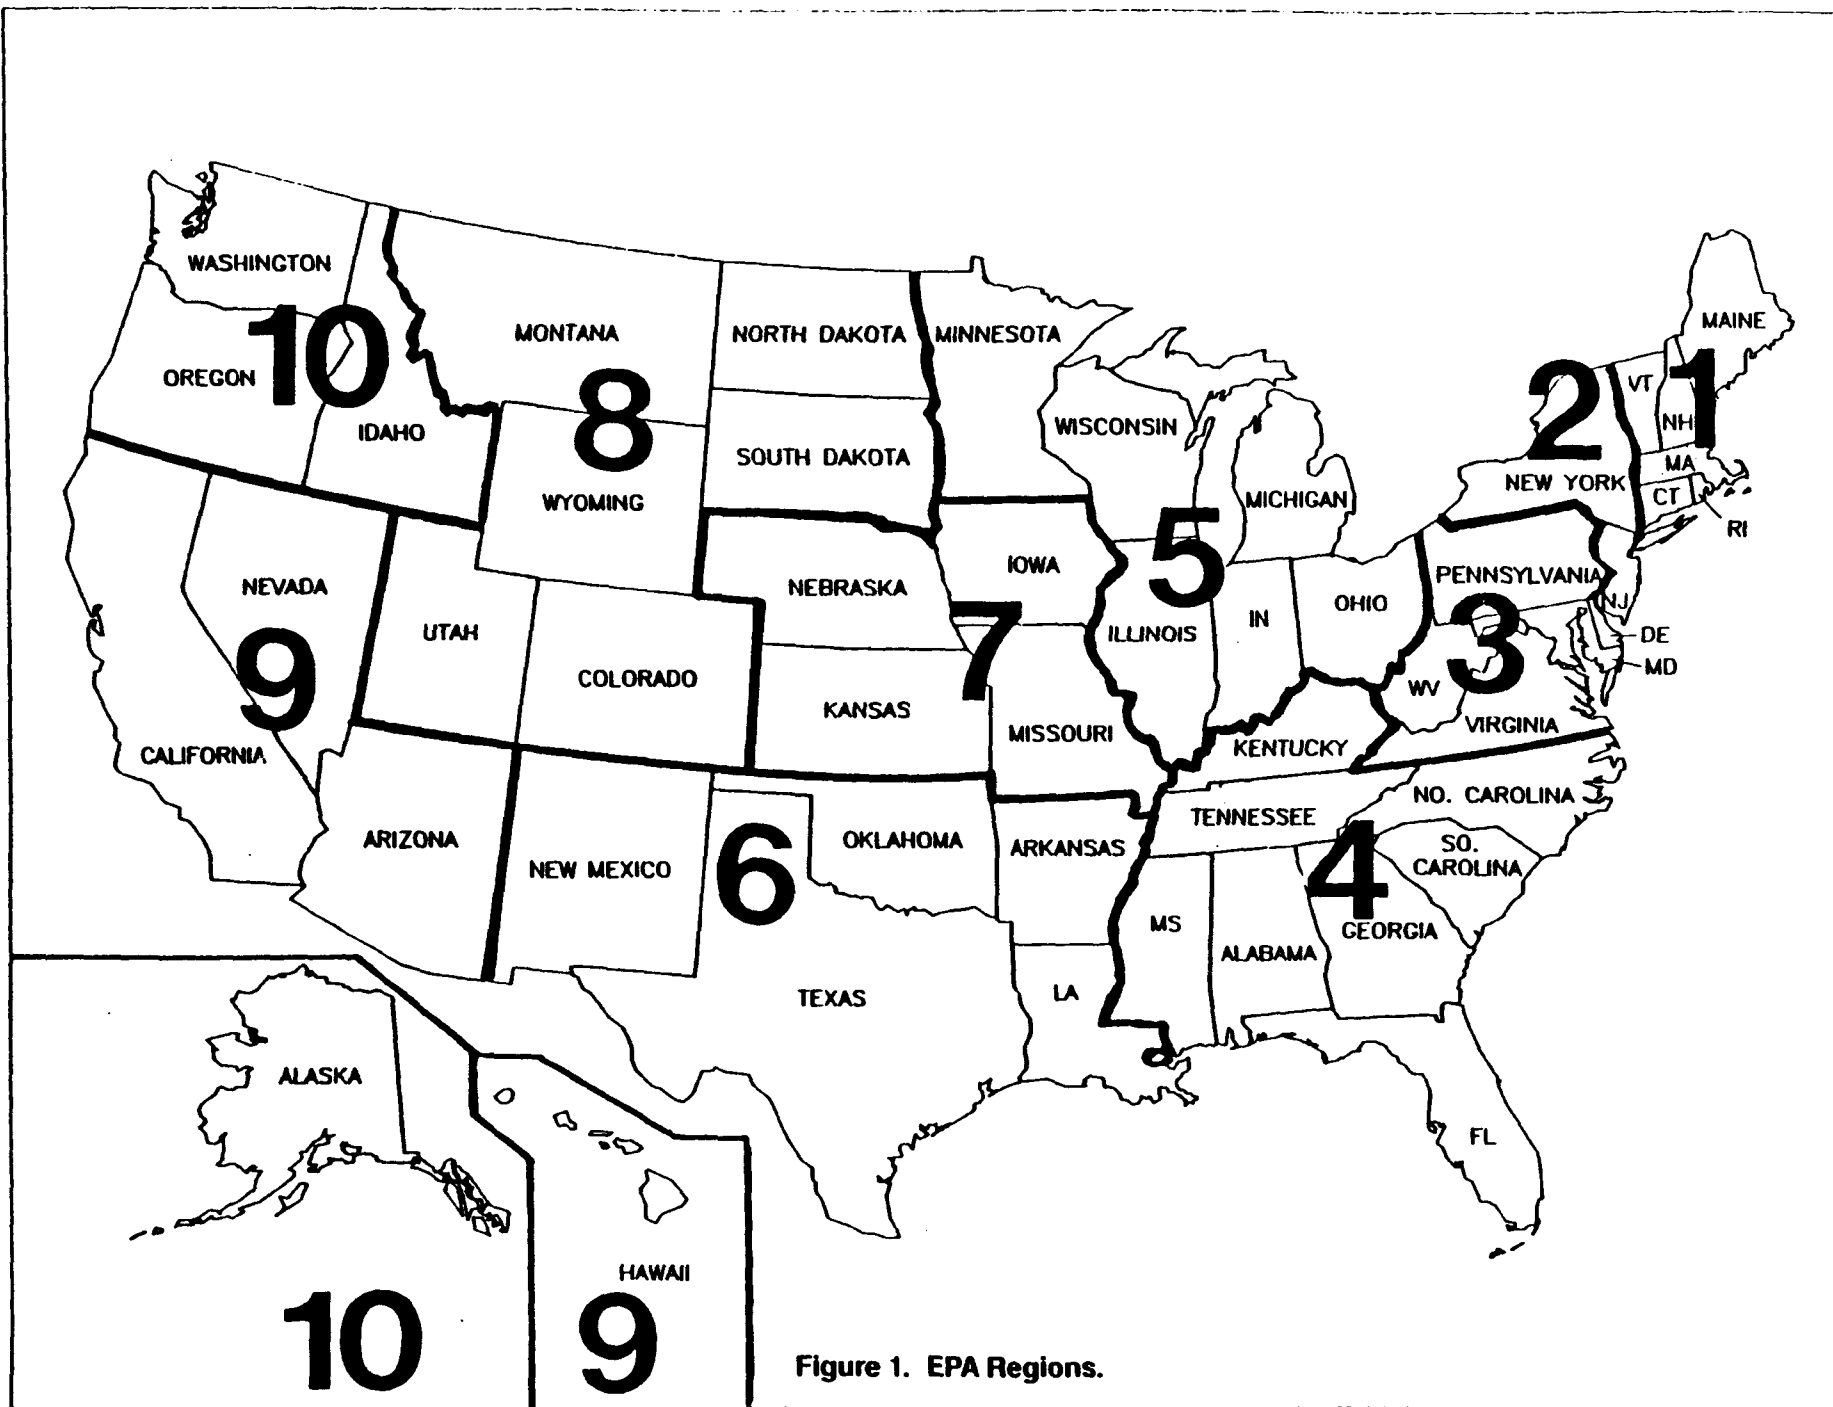 WASHINGTON
10
OREGON
IDAHO
MONTANA
8
WYOMING
NORTH DAKOTA
SOUTH DAKOTA
MINNESOTA
WISCONSIN
MICHIGAN
5
IOWA
ILLINOIS
IN
OHIO
NEBRASKA
7
KANSAS
MISSOURI
NEVADA
9
CALIFORNIA
UTAH
COLORADO
ARIZONA
NEW MEXICO
6
OKLAHOMA
ARKANSAS
TEXAS
LA
KENTUCKY
TENNESSEE
NO. CAROLINA
SO.
CAROLINA
4
MS
ALABAMA
GEORGIA
FL
MAINE
1
VT
NH
MA
CT
RI
2
NEW YORK
NJ
PENNSYLVANIA
3
DE
MD
WV
VIRGINIA
ALASKA
10
HAWAII
9
Figure 1. EPA Regions.